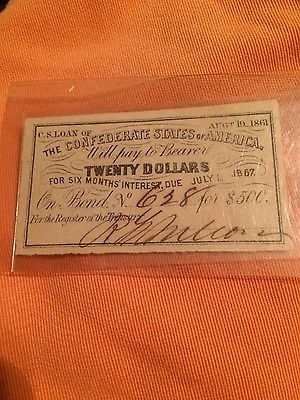 C.S. LOAN OF AUGT 19, 1861
THE CONFEDERATE STATES OF AMERICA.
Will pay to Bearer
TWENTY DOLLARS
FOR SIX MONTHS' INTEREST, DUE JULY 1, 1867
On Bond, No. 628 for $500.
For the Register of the Treasury